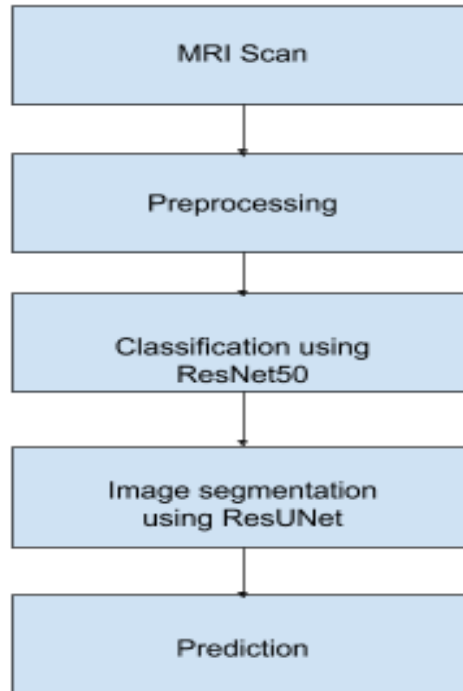 MRI Scan
Preprocessing
Classification using
ResNet50
Image segmentation
using ResUNet
Prediction